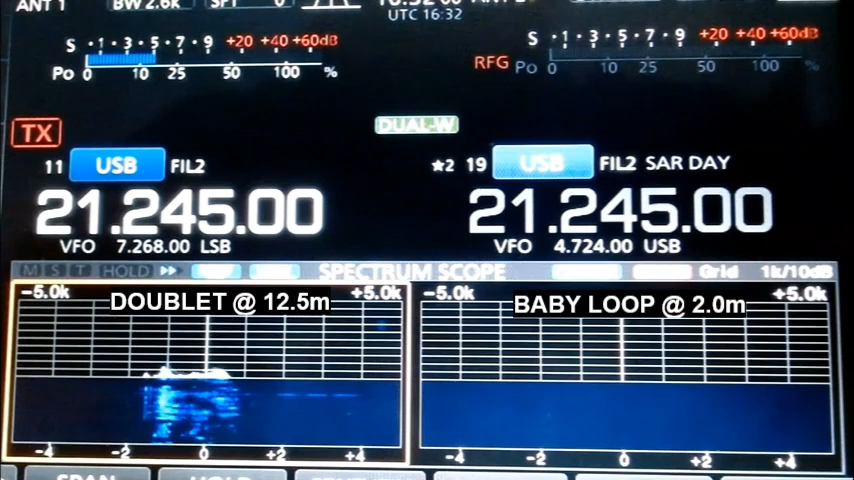 ANT 1 BW 2.6k SFT 0
UTC 16:32
S 1 3 5 7 9 +20 +40 +60dB
Po 0 10 25 50 100 %
S 1 3 5 7 9 +20 +40 +60dB
RFG Po 0 10 25 50 100 %
TX
DUAL-W
11 USB FIL2
★2 19 USB FIL2 SAR DAY
21.245.00
21.245.00
VFO 7.268.00 LSB
VFO 4.724.00 USB
M S T HOLD SPECTRUM SCOPE Grid 1k/10dB
-5.0k +5.0k
DOUBLET @ 12.5m
-5.0k +5.0k
BABY LOOP @ 2.0m
-4 -2 0 +2 +4
-4 -2 0 +2 +4
SPAN HOLD